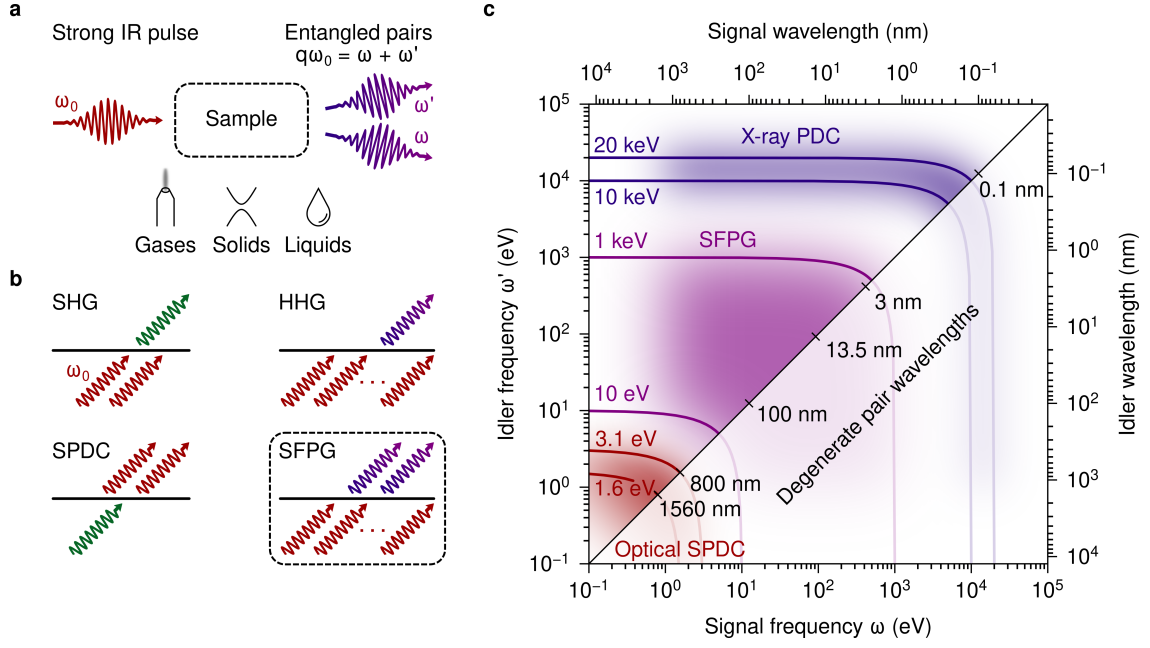 a
Strong IR pulse
Entangled pairs
qω₀ = ω + ω'
ω₀
Sample
ω'
ω
Gases
Solids
Liquids
b
SHG
HHG
ω₀
· · ·
SPDC
SFPG
· · ·
c
Signal wavelength (nm)
10⁴ 10³ 10² 10¹ 10⁰ 10⁻¹
Idler frequency ω' (eV)
10⁵
10⁴
10³
10²
10¹
10⁰
10⁻¹
20 keV
X-ray PDC
10 keV
1 keV
SFPG
10 eV
3.1 eV
1.6 eV
Optical SPDC
0.1 nm
3 nm
13.5 nm
100 nm
800 nm
1560 nm
Degenerate pair wavelengths
10⁻¹
10⁰
10¹
10²
10³
10⁴
Idler wavelength (nm)
10⁻¹ 10⁰ 10¹ 10² 10³ 10⁴ 10⁵
Signal frequency ω (eV)